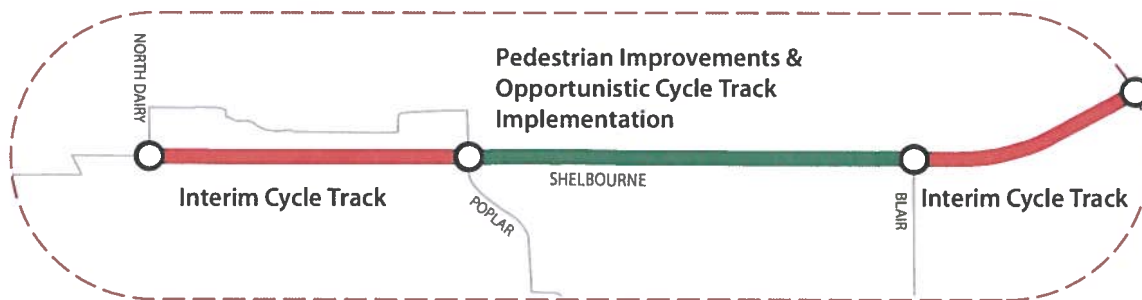 NORTH DAIRY
Pedestrian Improvements &
Opportunistic Cycle Track
Implementation
Interim Cycle Track
POPLAR
SHELBOURNE
BLAIR
Interim Cycle Track